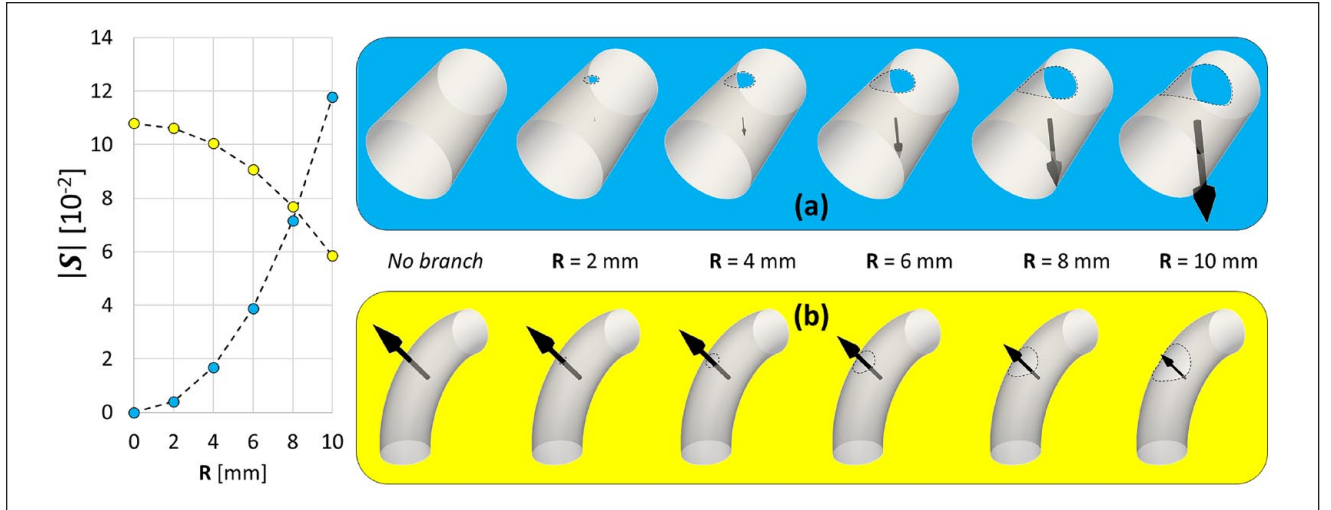 14
12
10
8
6
4
2
0
|S| [10-2]
0 2 4 6 8 10
R [mm]
(a)
No branch R = 2 mm R = 4 mm R = 6 mm R = 8 mm R = 10 mm
(b)